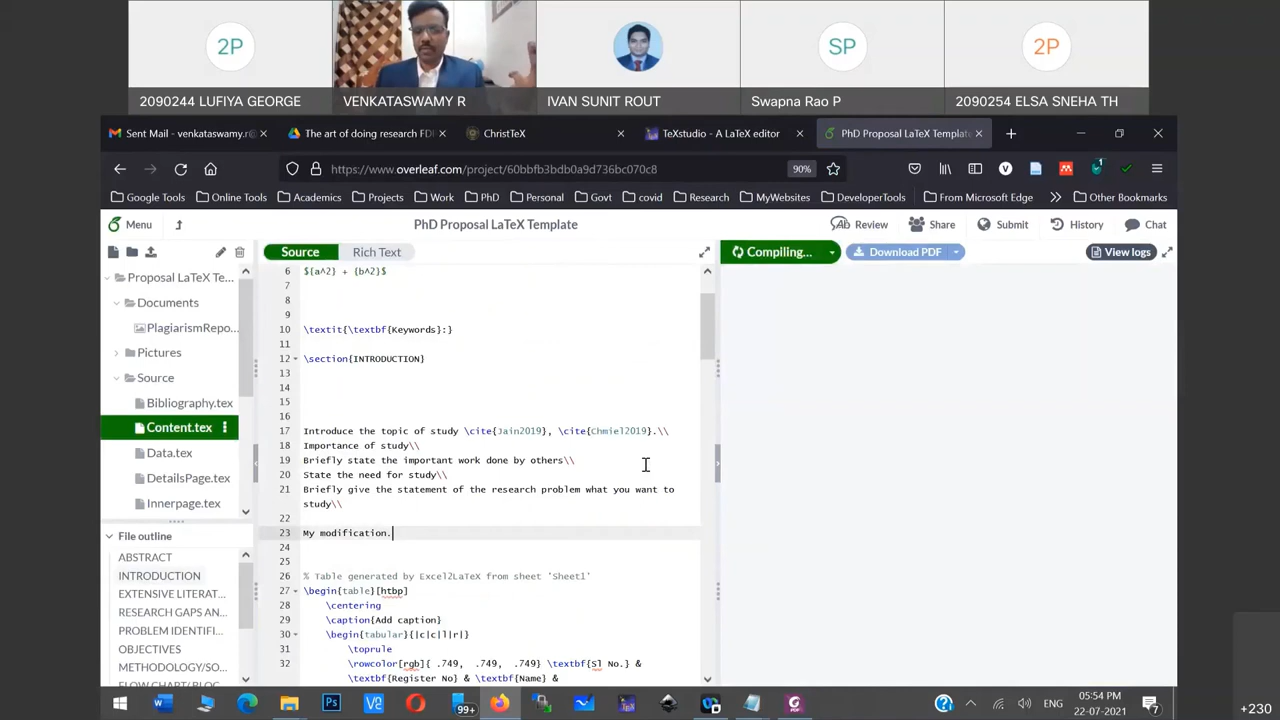 2P
SP
2P
2090244 LUFIYA GEORGE
VENKATASWAMY R
IVAN SUNIT ROUT
Swapna Rao P
2090254 ELSA SNEHA TH
Sent Mail - venkataswamy.r@
The art of doing research FD
ChristTeX
TeXstudio - A LaTeX editor
PhD Proposal LaTeX Template
https://www.overleaf.com/project/60bbfb3bdb0a9d736bc070c8
90%
Google Tools
Online Tools
Academics
Projects
Work
PhD
Personal
Govt
covid
Research
MyWebsites
DeveloperTools
From Microsoft Edge
Other Bookmarks
Menu
PhD Proposal LaTeX Template
Review
Share
Submit
History
Chat
Source
Rich Text
Compiling...
Download PDF
View logs
Proposal LaTeX Te...
Documents
PlagiarismRepo...
Pictures
Source
Bibliography.tex
Content.tex
Data.tex
DetailsPage.tex
Innerpage.tex
File outline
ABSTRACT
INTRODUCTION
EXTENSIVE LITERAT...
RESEARCH GAPS AN...
PROBLEM IDENTIFI...
OBJECTIVES
METHODOLOGY/SO...
FLOW CHART/ BLOC
6 ${a^2} + {b^2}$
7
8
9
10 \textit{\textbf{Keywords}:}
11
12 \section{INTRODUCTION}
13
14
15
16
17 Introduce the topic of study \cite{Jain2019}, \cite{Chmiel2019}.\\
18 Importance of study\\
19 Briefly state the important work done by others\\
20 State the need for study\\
21 Briefly give the statement of the research problem what you want to
study\\
22
23 My modification.
24
25
26 % Table generated by Excel2LaTeX from sheet 'Sheet1'
27 \begin{table}[htbp]
28 \centering
29 \caption{Add caption}
30 \begin{tabular}{|c|c|l|r|}
31 \toprule
32 \rowcolor[rgb]{ .749, .749, .749} \textbf{Sl No.} &
\textbf{Register No} & \textbf{Name} &
99+
05:54 PM
22-07-2021
7
+230